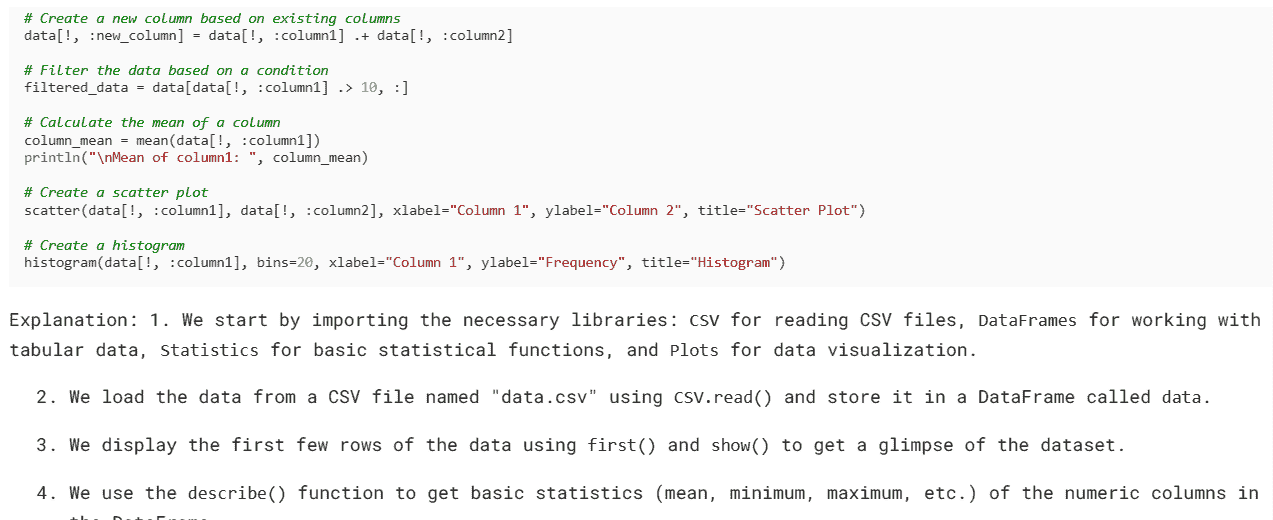 # Create a new column based on existing columns
data[!, :new_column] = data[!, :column1] .+ data[!, :column2]
# Filter the data based on a condition
filtered_data = data[data[!, :column1] .> 10, :]
# Calculate the mean of a column
column_mean = mean(data[!, :column1])
println("\nMean of column1: ", column_mean)
# Create a scatter plot
scatter(data[!, :column1], data[!, :column2], xlabel="Column 1", ylabel="Column 2", title="Scatter Plot")
# Create a histogram
histogram(data[!, :column1], bins=20, xlabel="Column 1", ylabel="Frequency", title="Histogram")
Explanation: 1. We start by importing the necessary libraries: CSV for reading CSV files, DataFrames for working with
tabular data, Statistics for basic statistical functions, and Plots for data visualization.
2. We load the data from a CSV file named "data.csv" using CSV.read() and store it in a DataFrame called data.
3. We display the first few rows of the data using first() and show() to get a glimpse of the dataset.
4. We use the describe() function to get basic statistics (mean, minimum, maximum, etc.) of the numeric columns in
the DataFrame